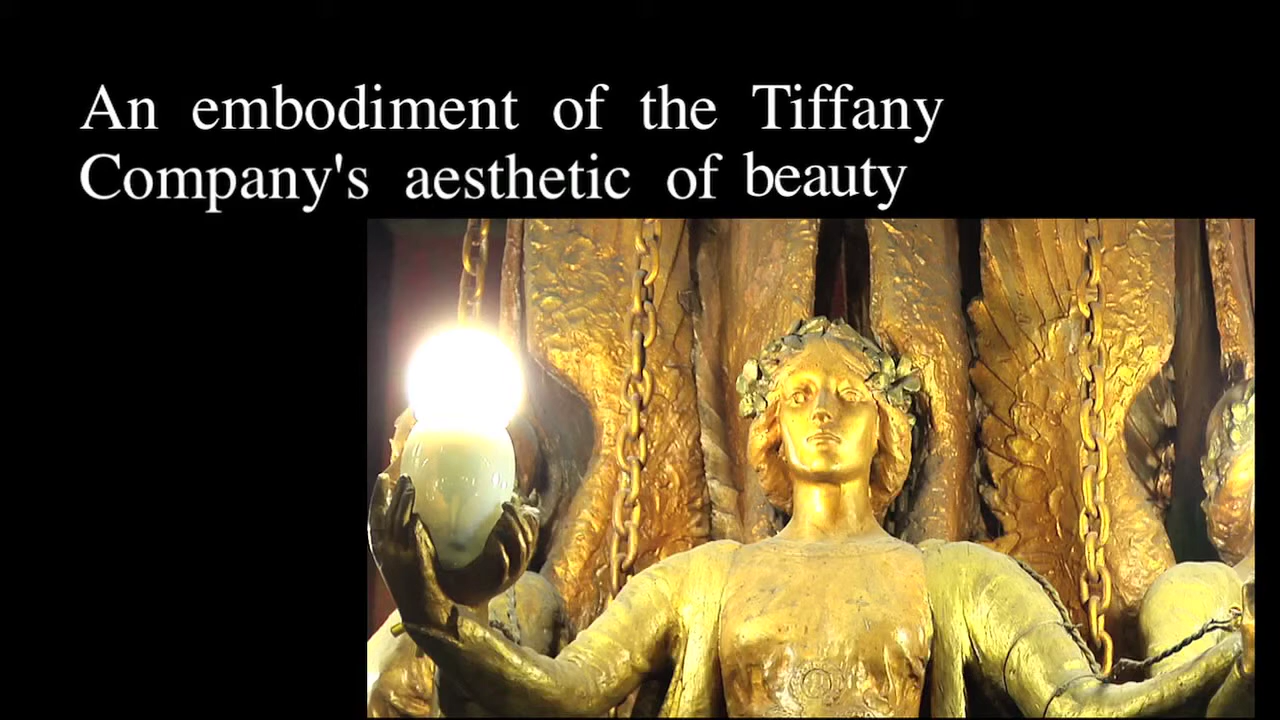 An embodiment of the Tiffany
Company's aesthetic of beauty